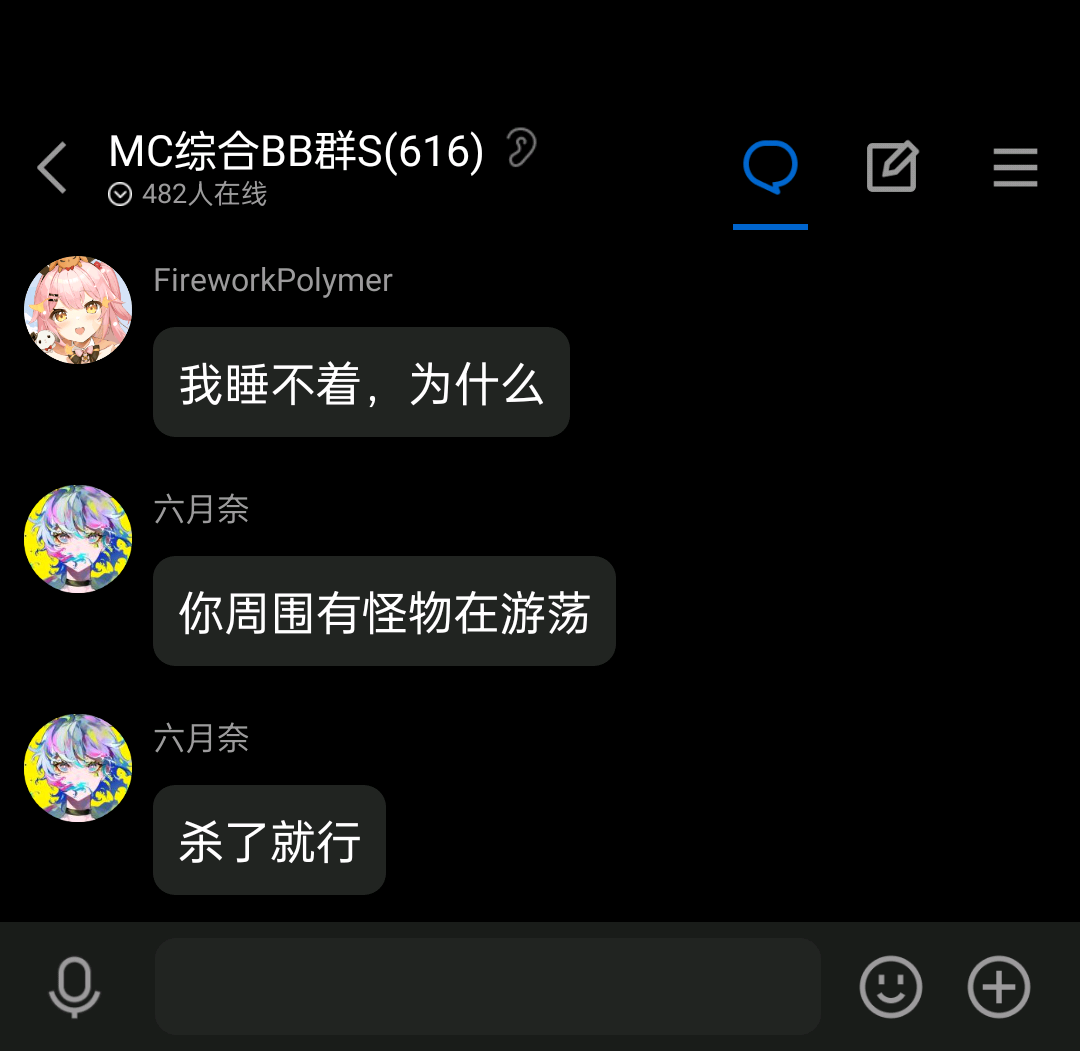 MC综合BB群S(616)
482人在线
FireworkPolymer
我睡不着，为什么
六月奈
你周围有怪物在游荡
六月奈
杀了就行